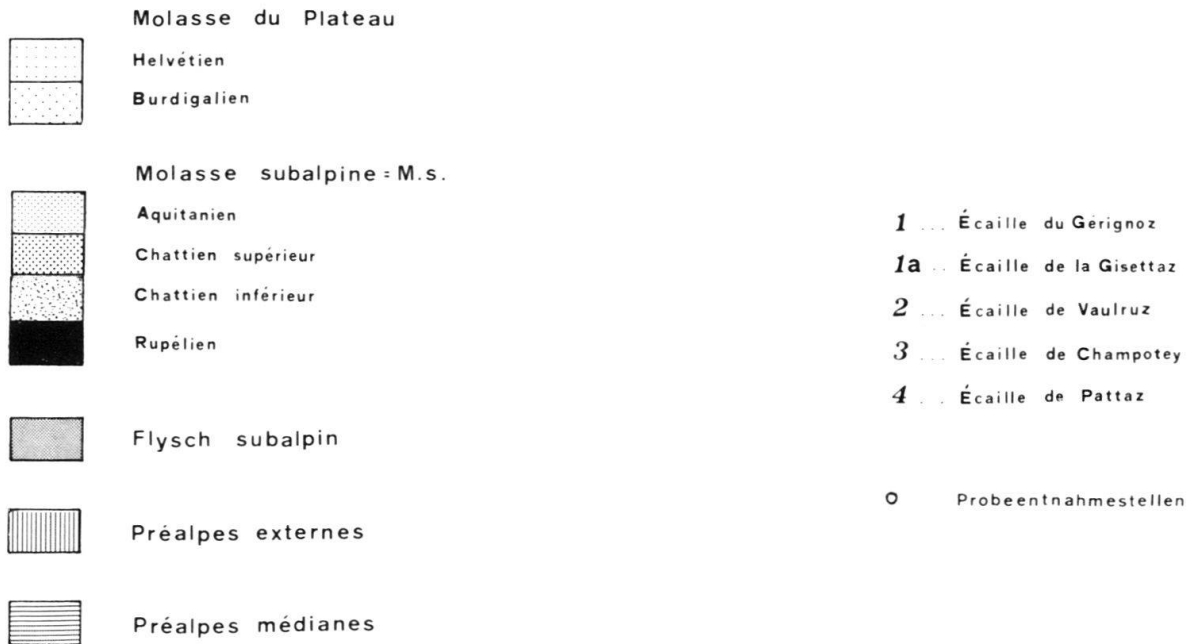 Molasse du Plateau
Helvétien
Burdigalien
Molasse subalpine = M.s.
Aquitanien
Chattien supérieur
Chattien inférieur
Rupélien
Flysch subalpin
Préalpes externes
Préalpes médianes
1 ... Écaille du Gérignoz
1a .. Écaille de la Gisettaz
2 ... Écaille de Vaulruz
3 ... Écaille de Champotey
4 . . Écaille de Pattaz
o Probeentnahmestellen